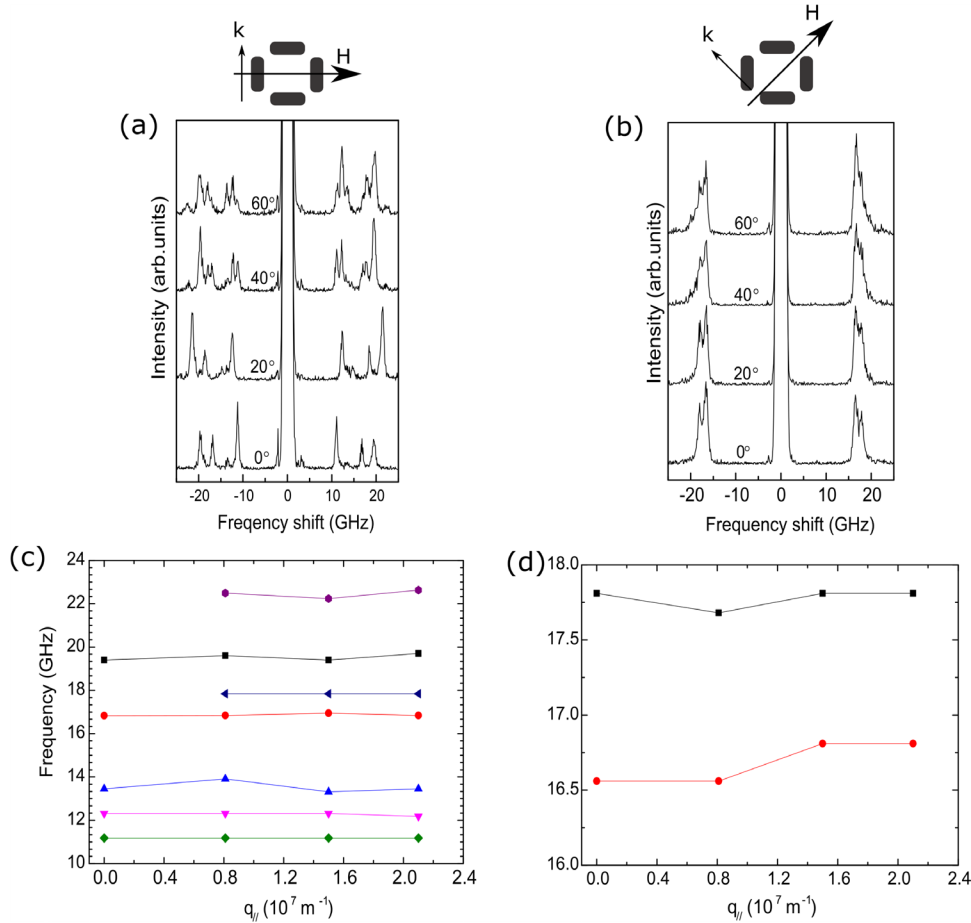 k
H
k
H
(a)
(b)
Intensity (arb.units)
60°
40°
20°
0°
-20 -10 0 10 20
Freqency shift (GHz)
Intensity (arb.units)
60°
40°
20°
0°
-20 -10 0 10 20
Frequency shift (GHz)
(c)
Frequency (GHz)
24
22
20
18
16
14
12
10
0.0 0.4 0.8 1.2 1.6 2.0 2.4
q// (10⁷ m⁻¹)
(d)
18.0
17.5
17.0
16.5
16.0
0.0 0.4 0.8 1.2 1.6 2.0 2.4
q// (10⁷ m⁻¹)